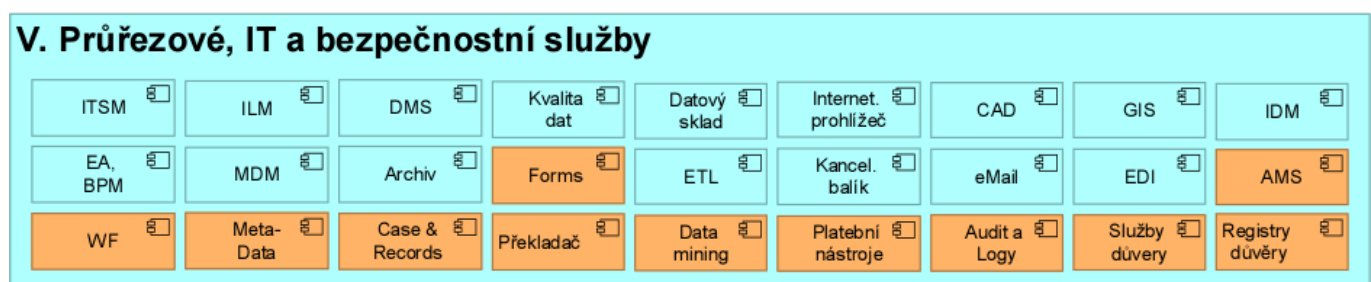 V. Průřezové, IT a bezpečnostní služby
ITSM
ILM
DMS
Kvalita
dat
Datový
sklad
Internet.
prohlížeč
CAD
GIS
IDM
EA,
BPM
MDM
Archiv
Forms
ETL
Kancel.
balík
eMail
EDI
AMS
WF
Meta-
Data
Case &
Records
Překladač
Data
mining
Platební
nástroje
Audit a
Logy
Služby
důvery
Registry
důvěry